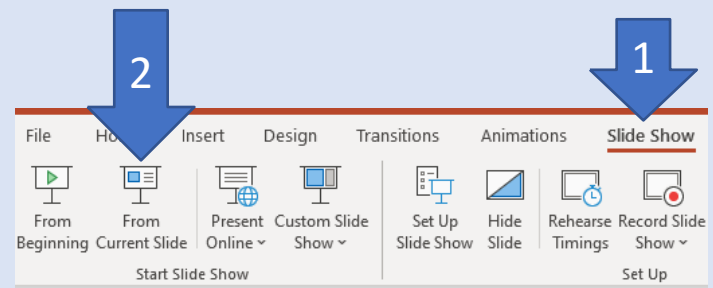 2
1
File Ho Insert Design Transitions Animations Slide Show
From Beginning
From Current Slide
Present Online
Custom Slide Show
Set Up Slide Show
Hide Slide
Rehearse Timings
Record Slide Show
Start Slide Show
Set Up